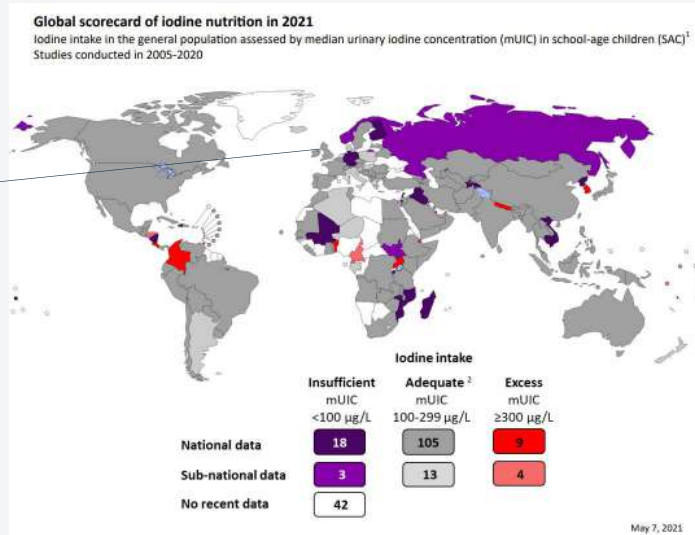 Global scorecard of iodine nutrition in 2021
Iodine intake in the general population assessed by median urinary iodine concentration (mUIC) in school-age children (SAC)1
Studies conducted in 2005-2020
Iodine intake
Insufficient Adequate 2 Excess
mUIC mUIC mUIC
<100 µg/L 100-299 µg/L ≥300 µg/L
National data 18 105 9
Sub-national data 3 13 4
No recent data 42
May 7, 2021